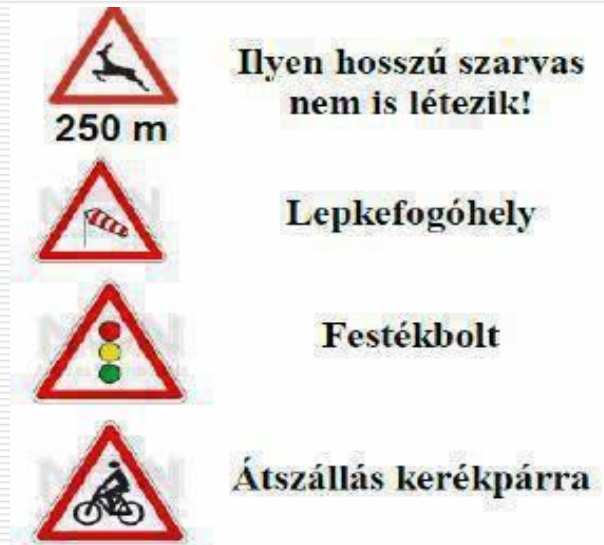 Ilyen hosszú szarvas
nem is létezik!
250 m
Lepkefogóhely
Festékbolt
Átszállás kerékpárra